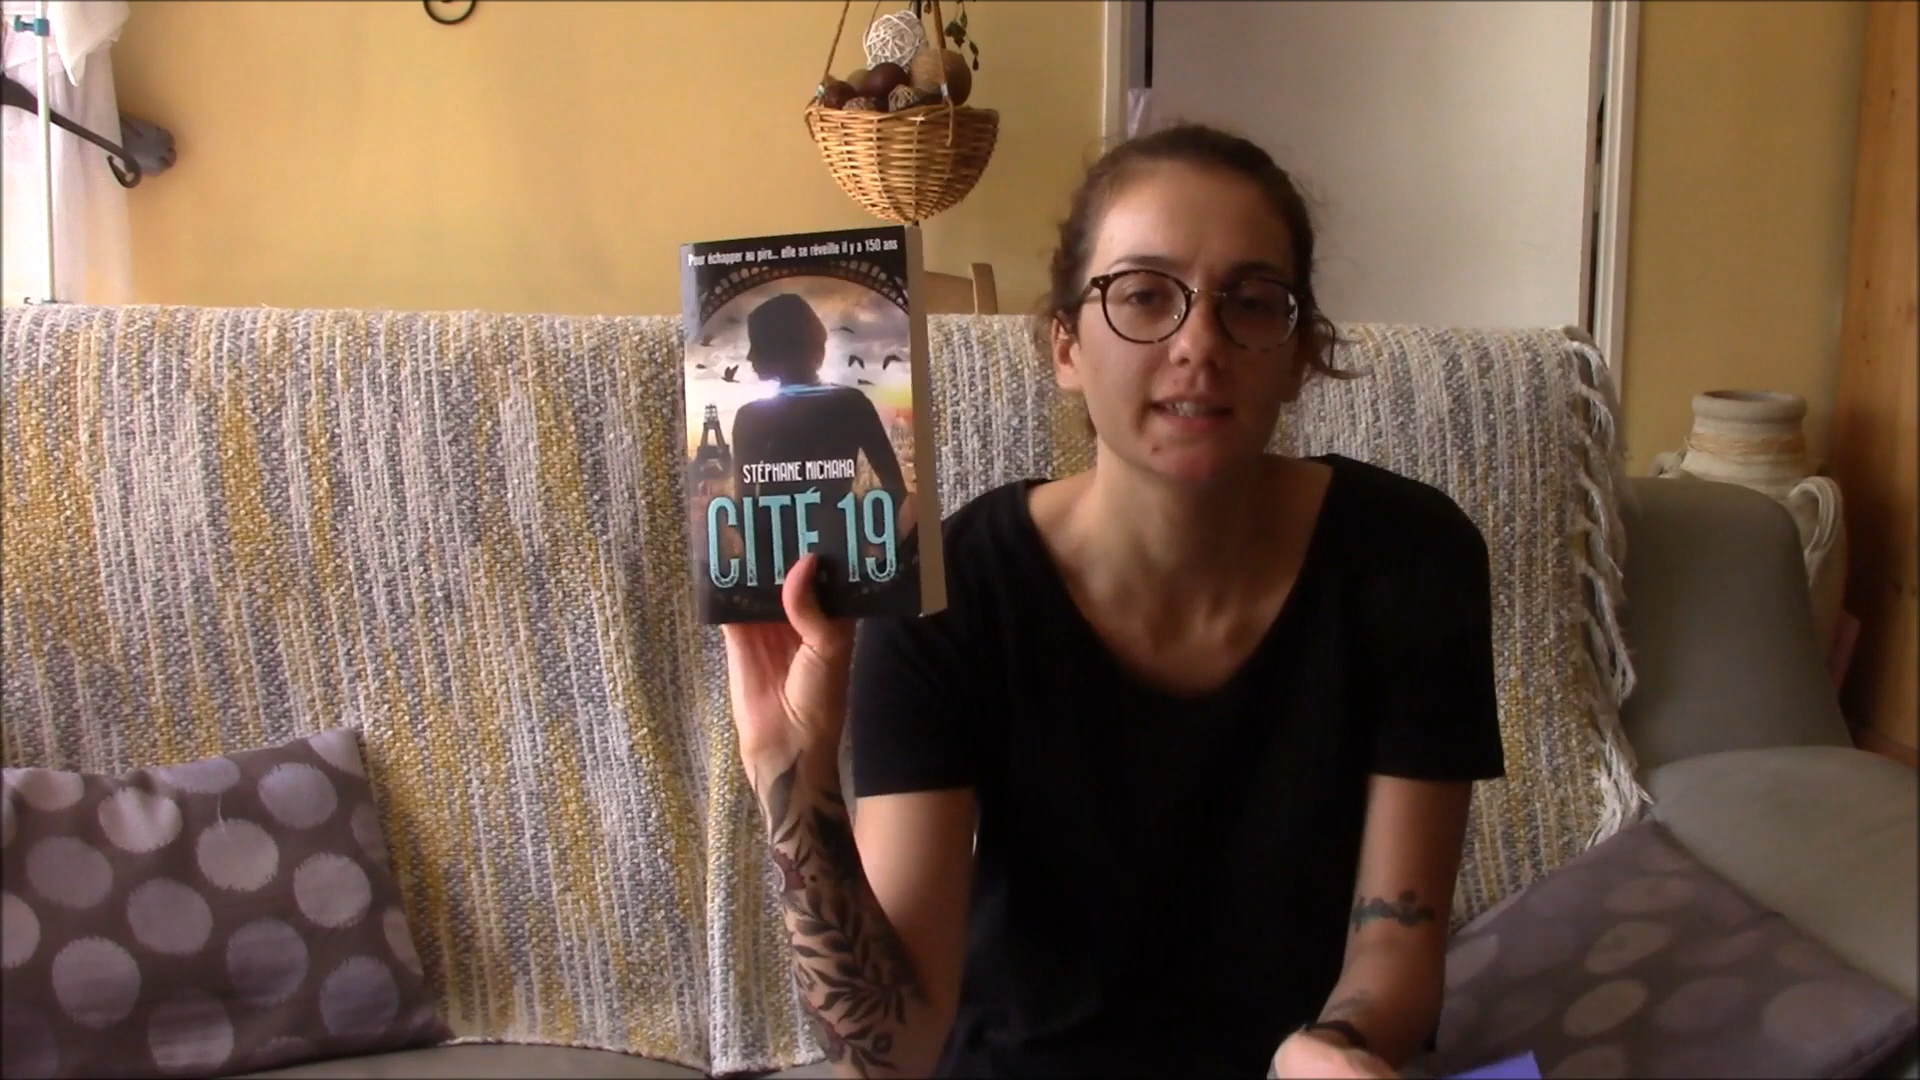 Pour échapper au pire... elle se réveille il y a 150 ans
STÉPHANE MICHAKA
CITÉ 19